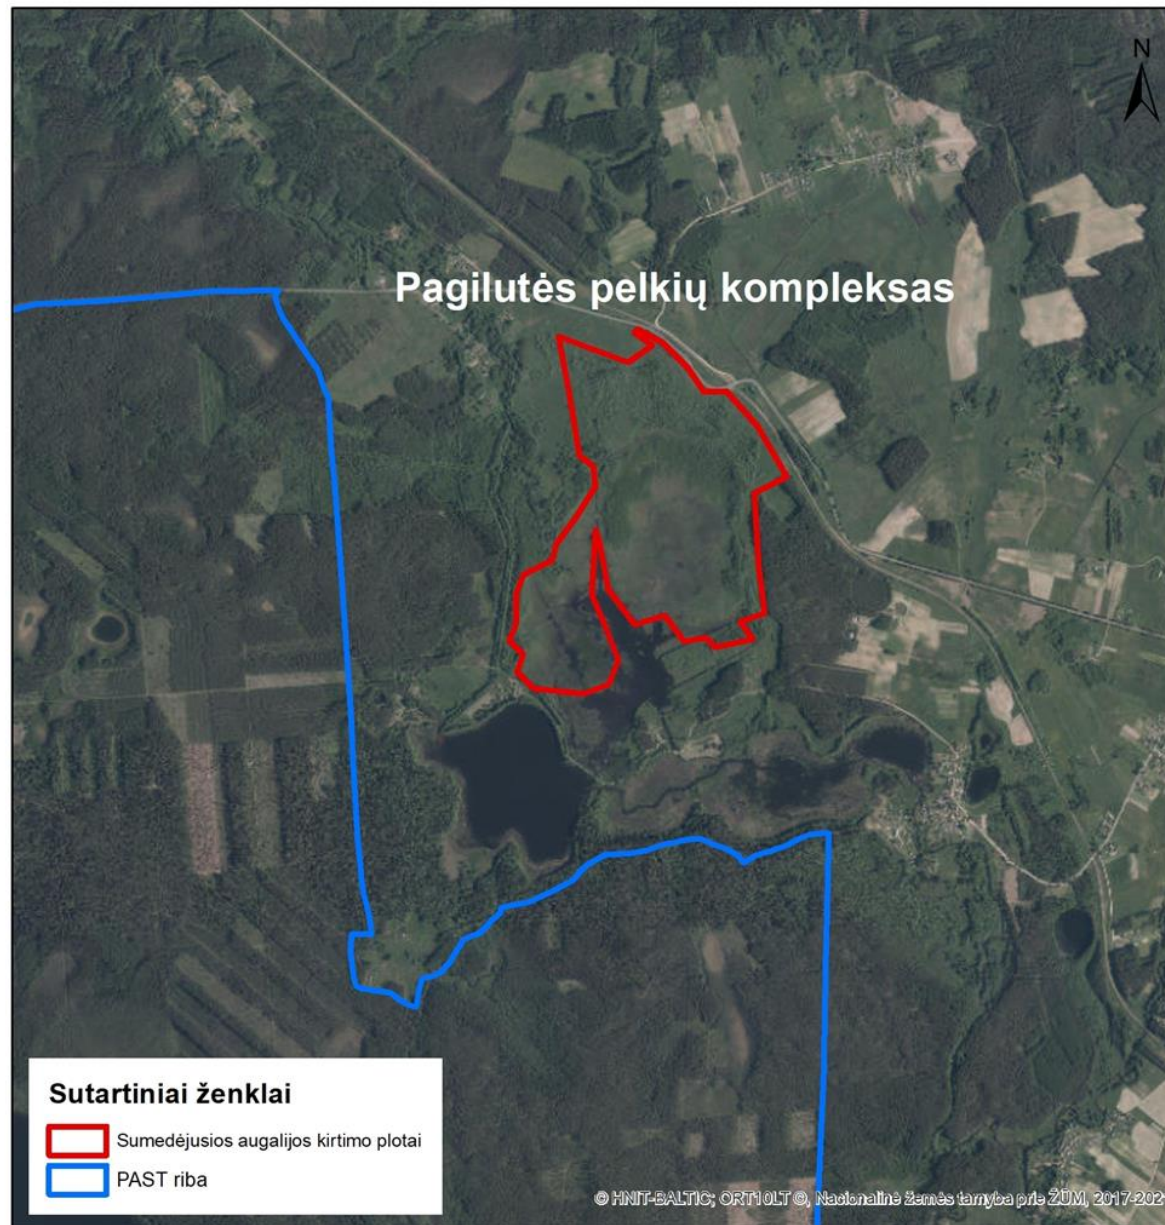 N
Pagilutės pelkių kompleksas
Sutartiniai ženklai
Sumedėjusios augalijos kirtimo plotai
PAST riba
© HNIT-BALTIC; ORT10LT ©, Nacionalinė žemės tarnyba prie ŽŪM, 2017-202